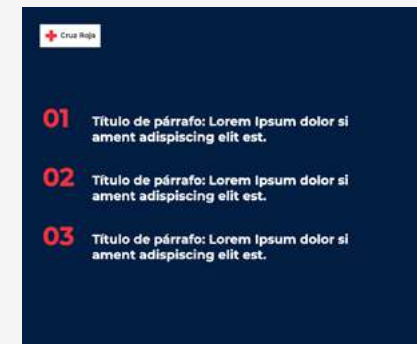 Cruz Roja
01
Título de párrafo: Lorem Ipsum dolor si
ament adispiscing elit est.
02
Título de párrafo: Lorem Ipsum dolor si
ament adispiscing elit est.
03
Título de párrafo: Lorem Ipsum dolor si
ament adispiscing elit est.